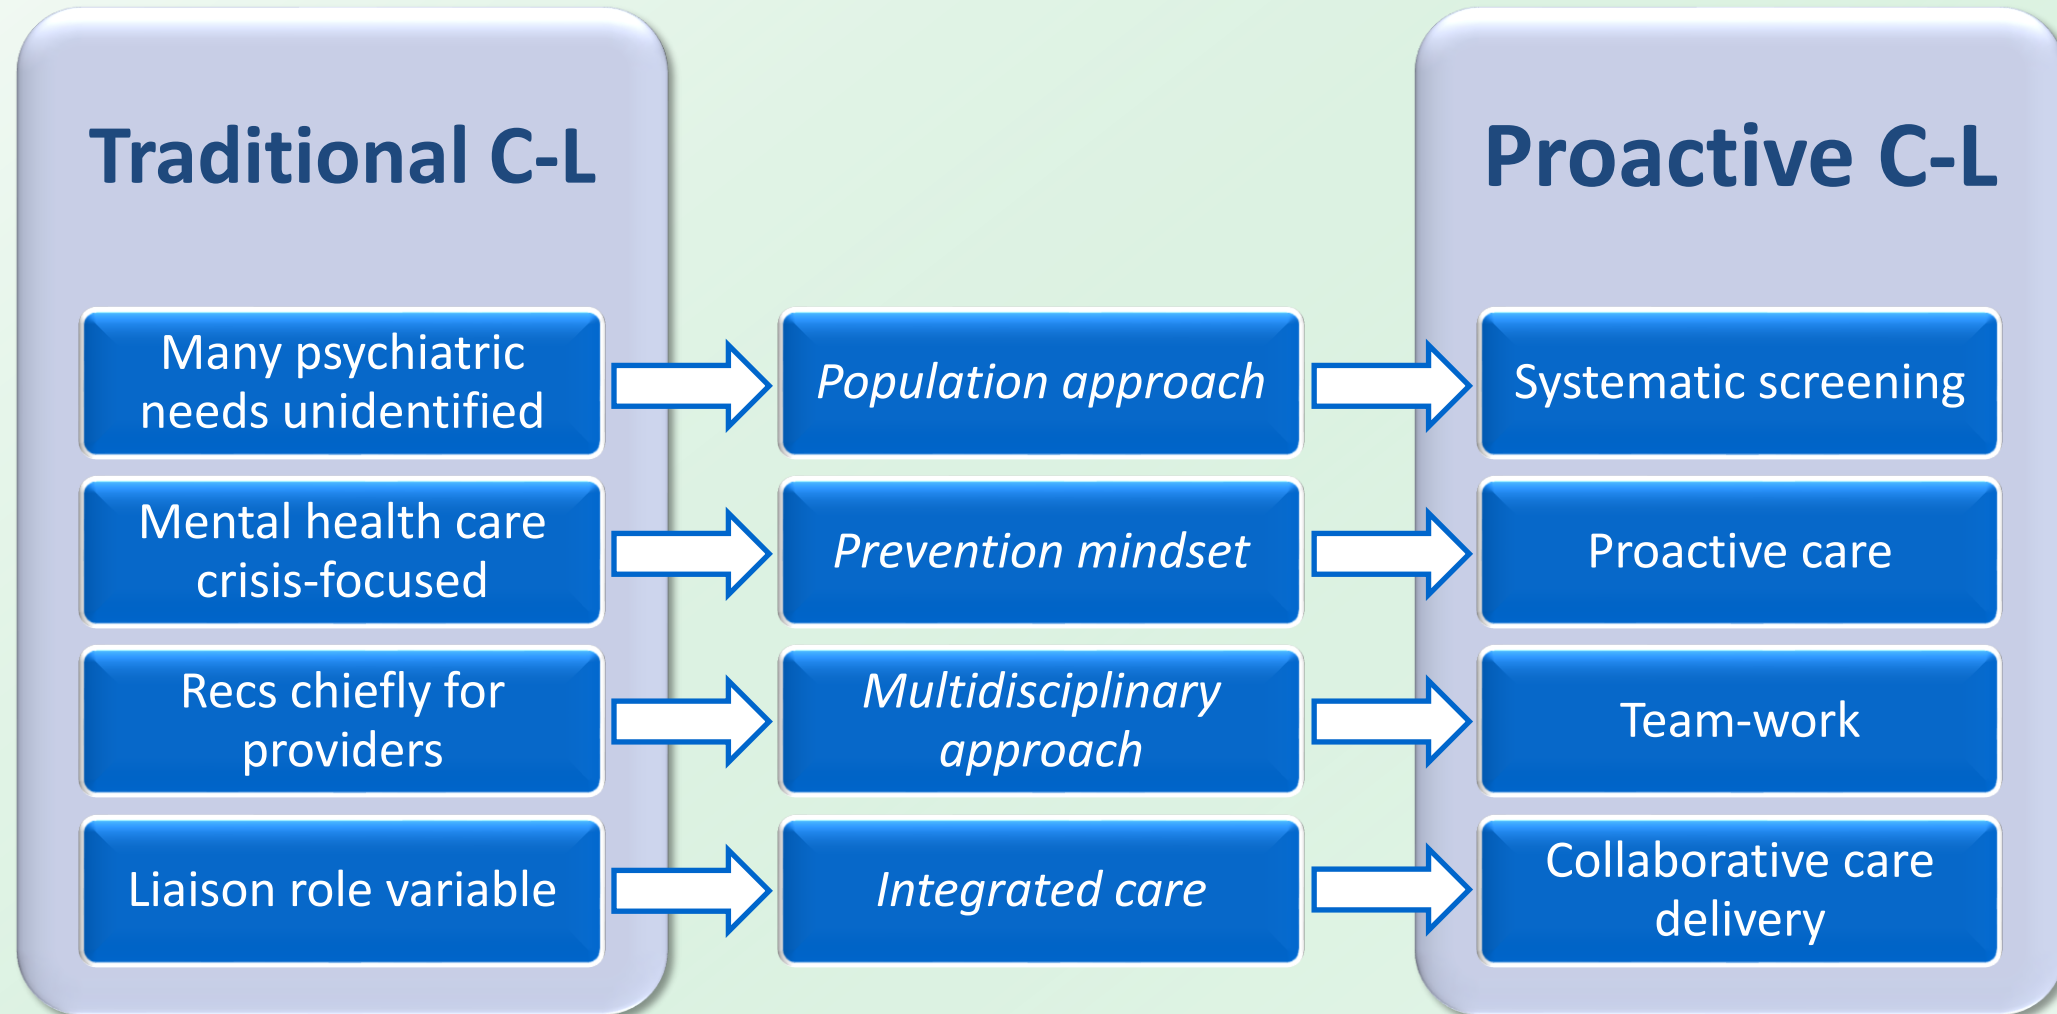 Traditional C-L
Proactive C-L
Many psychiatric
needs unidentified
Population approach
Systematic screening
Mental health care
crisis-focused
Prevention mindset
Proactive care
Recs chiefly for
providers
Multidisciplinary
approach
Team-work
Liaison role variable
Integrated care
Collaborative care
delivery